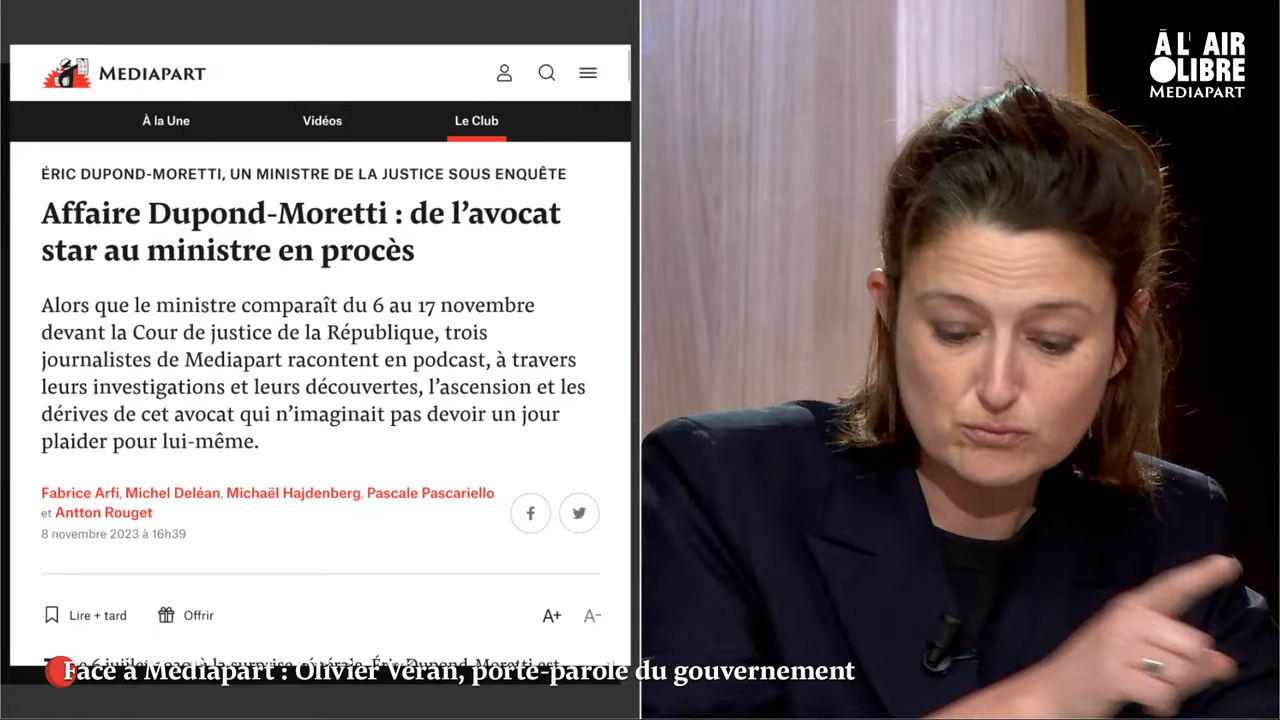 MEDIAPART
À la Une
Vidéos
Le Club
ÉRIC DUPOND-MORETTI, UN MINISTRE DE LA JUSTICE SOUS ENQUÊTE
Affaire Dupond-Moretti : de l’avocat
star au ministre en procès
Alors que le ministre comparaît du 6 au 17 novembre
devant la Cour de justice de la République, trois
journalistes de Mediapart racontent en podcast, à travers
leurs investigations et leurs découvertes, l’ascension et les
dérives de cet avocat qui n’imaginait pas devoir un jour
plaider pour lui-même.
Fabrice Arfi, Michel Deléan, Michaël Hajdenberg, Pascale Pascariello
et Antton Rouget
8 novembre 2023 à 16h39
Lire + tard
Offrir
A+
A-
Face à Mediapart : Olivier Véran, porte-parole du gouvernement
À L' AIR
LIBRE
MEDIAPART